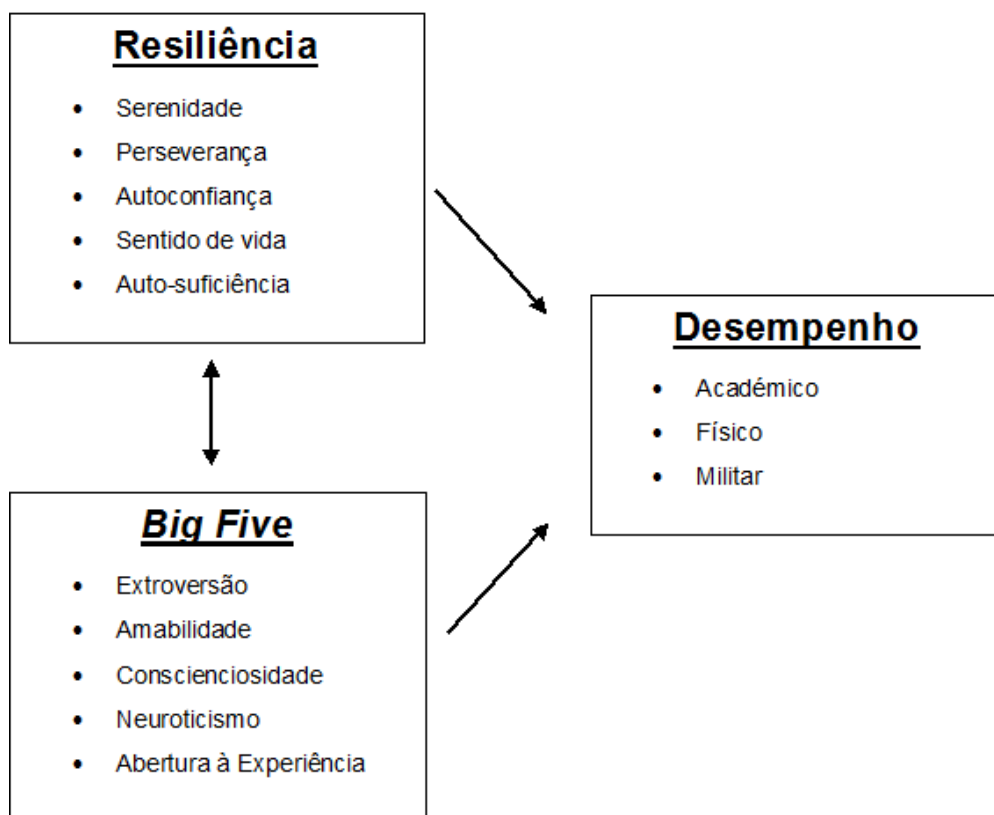 Resiliência
• Serenidade
• Perseverança
• Autoconfiança
• Sentido de vida
• Auto-suficiência
Desempenho
• Académico
• Físico
• Militar
Big Five
• Extroversão
• Amabilidade
• Conscienciosidade
• Neuroticismo
• Abertura à Experiência